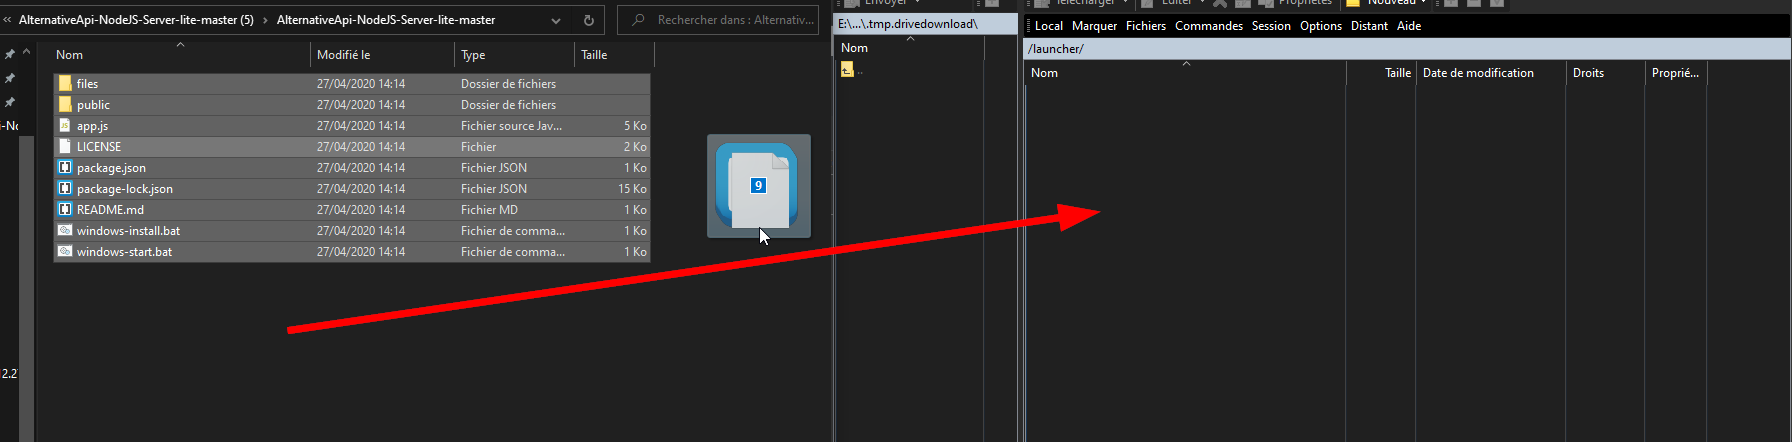 « AlternativeApi-NodeJS-Server-lite-master (5) > AlternativeApi-NodeJS-Server-lite-master
Rechercher dans : Alternativ...
Nom Modifié le Type Taille
files 27/04/2020 14:14 Dossier de fichiers
public 27/04/2020 14:14 Dossier de fichiers
app.js 27/04/2020 14:14 Fichier source Jav... 5 Ko
LICENSE 27/04/2020 14:14 Fichier 2 Ko
package.json 27/04/2020 14:14 Fichier JSON 1 Ko
package-lock.json 27/04/2020 14:14 Fichier JSON 15 Ko
README.md 27/04/2020 14:14 Fichier MD 1 Ko
windows-install.bat 27/04/2020 14:14 Fichier de comma... 1 Ko
windows-start.bat 27/04/2020 14:14 Fichier de comma... 1 Ko
i-No
2.2
9
Envoyer
E:\...\.tmp.drivedownload\
Nom
..
Télécharger Éditer Propriétés Nouveau
Local Marquer Fichiers Commandes Session Options Distant Aide
/launcher/
Nom Taille Date de modification Droits Proprié...